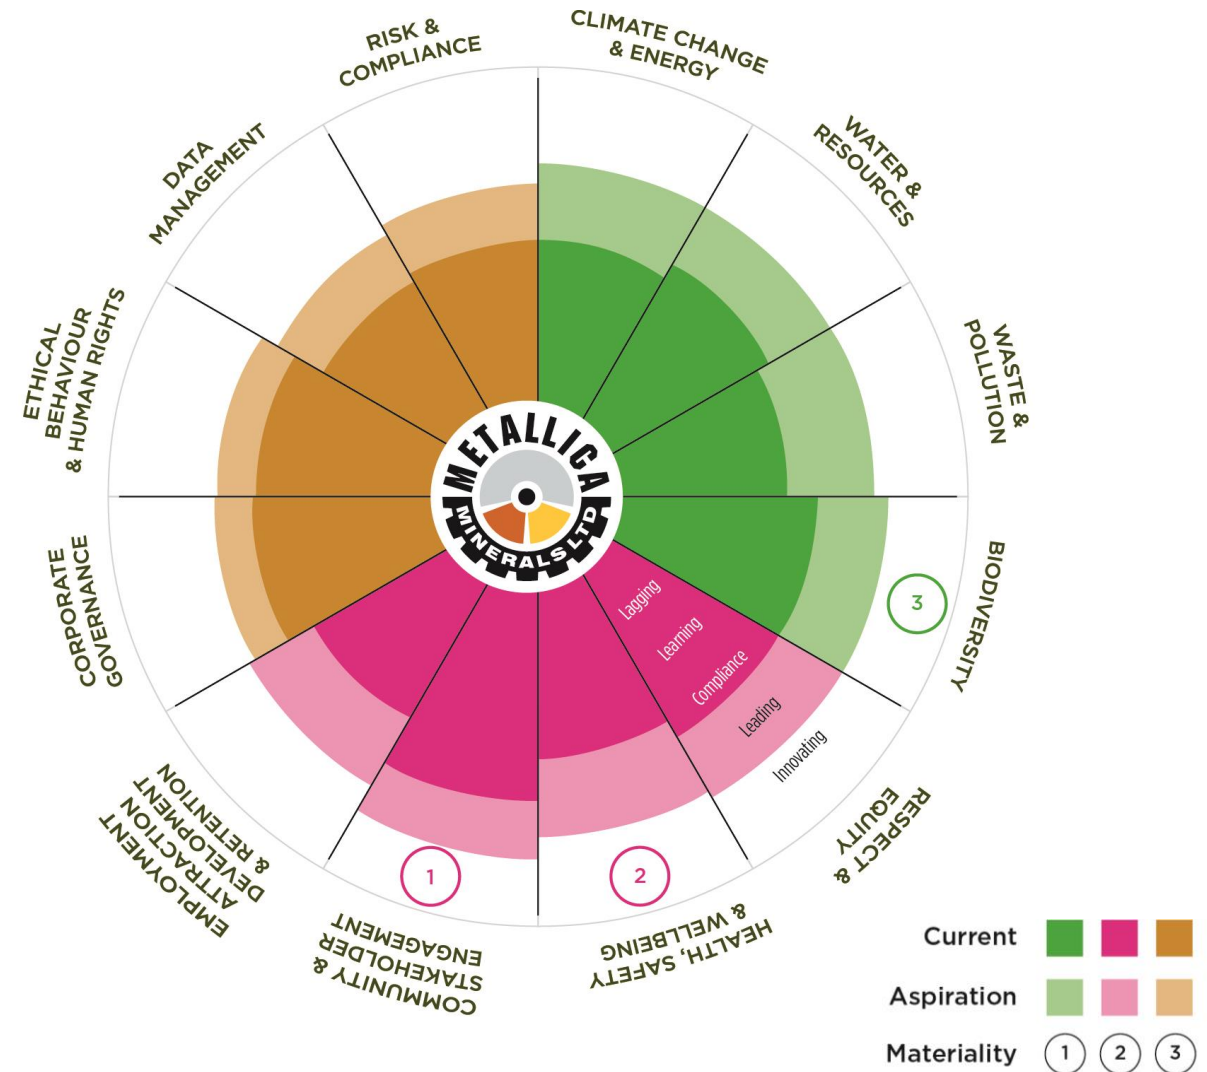 RISK &
COMPLIANCE
CLIMATE CHANGE
& ENERGY
WATER &
RESOURCES
WASTE &
POLLUTION
BIODIVERSITY
3
RESPECT &
EQUITY
HEALTH, SAFETY
& WELLBEING
2
COMMUNITY &
STAKEHOLDER
ENGAGEMENT
1
EMPLOYMENT
ATTRACTION
DEVELOPMENT
& RETENTION
CORPORATE
GOVERNANCE
ETHICAL
BEHAVIOUR
& HUMAN RIGHTS
DATA
MANAGEMENT
METALLICA
MINERALS LTD
Lagging
Learning
Compliance
Leading
Innovating
Current
Aspiration
Materiality 1 2 3